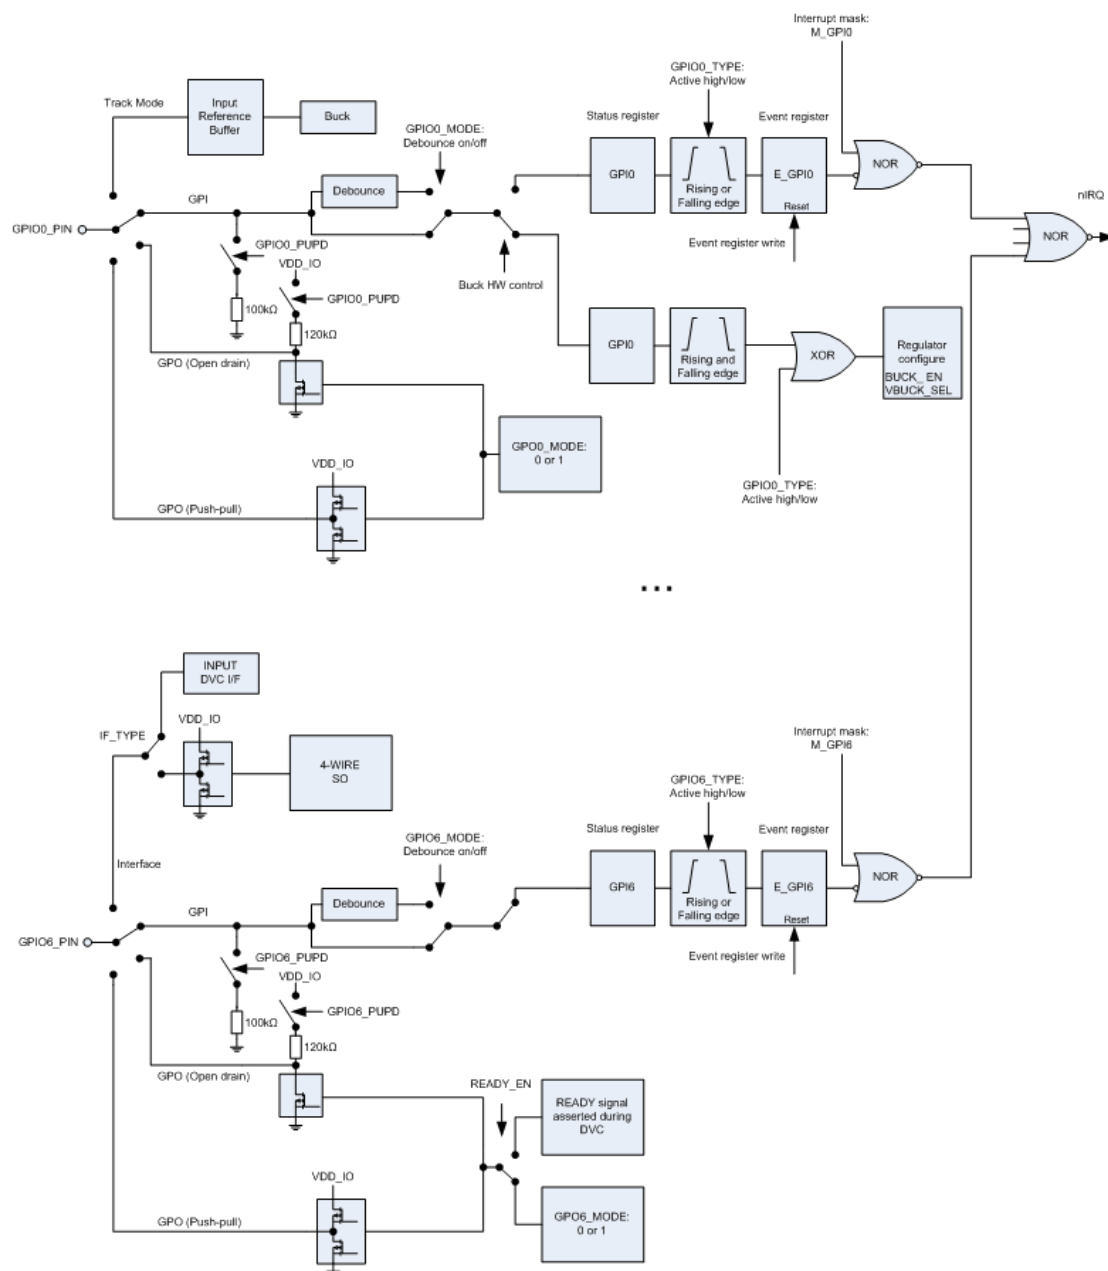 Interrupt mask:
M_GPI0
GPIO0_TYPE:
Active high/low
Track Mode
Input
Reference
Buffer
Buck
GPIO0_MODE:
Debounce on/off
Status register
Event register
GPI0
Rising or
Falling edge
E_GPI0
Reset
NOR
nIRQ
NOR
GPI
Debounce
GPIO0_PIN
Event register write
GPIO0_PUPD
VDD_IO
Buck HW control
GPIO0_PUPD
100kΩ
120kΩ
GPI0
Rising and
Falling edge
XOR
Regulator
configure
BUCK_ EN
VBUCK_SEL
GPO (Open drain)
GPO0_MODE:
0 or 1
VDD_IO
GPIO0_TYPE:
Active high/low
GPO (Push-pull)
...
INPUT
DVC I/F
IF_TYPE
VDD_IO
4-WIRE
SO
Interrupt mask:
M_GPI6
GPIO6_TYPE:
Active high/low
Status register
Event register
GPIO6_MODE:
Debounce on/off
Interface
GPI6
Rising or
Falling edge
E_GPI6
Reset
NOR
GPI
Debounce
GPIO6_PIN
Event register write
GPIO6_PUPD
VDD_IO
GPIO6_PUPD
100kΩ
120kΩ
GPO (Open drain)
READY_EN
READY signal
asserted during
DVC
VDD_IO
GPO (Push-pull)
GPO6_MODE:
0 or 1